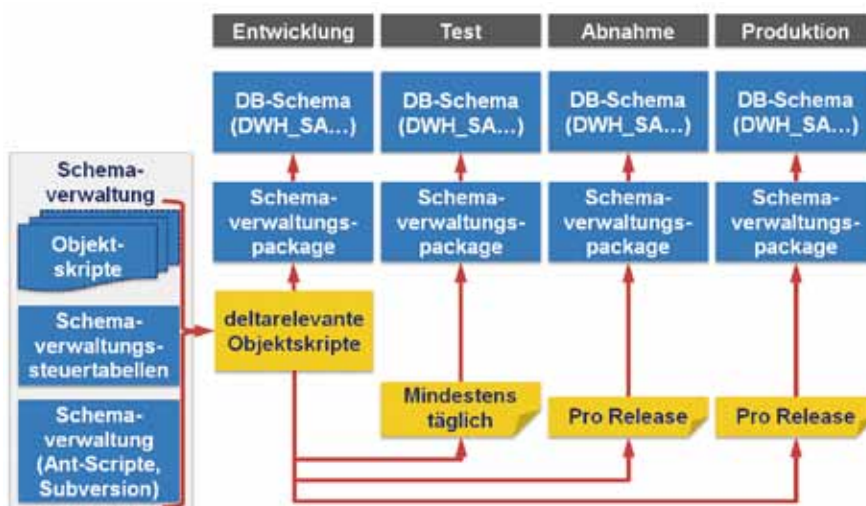 Entwicklung
Test
Abnahme
Produktion
DB-Schema
(DWH_SA…)
DB-Schema
(DWH_SA…)
DB-Schema
(DWH_SA…)
DB-Schema
(DWH_SA…)
Schema-
verwaltungs-
package
Schema-
verwaltungs-
package
Schema-
verwaltungs-
package
Schema-
verwaltungs-
package
Schema-
verwaltung
Objekt-
skripte
Schema-
verwaltungs-
steuertabellen
Schema-
verwaltung
(Ant-Scripte,
Subversion)
deltarelevante
Objektskripte
Mindestens
täglich
Pro Release
Pro Release